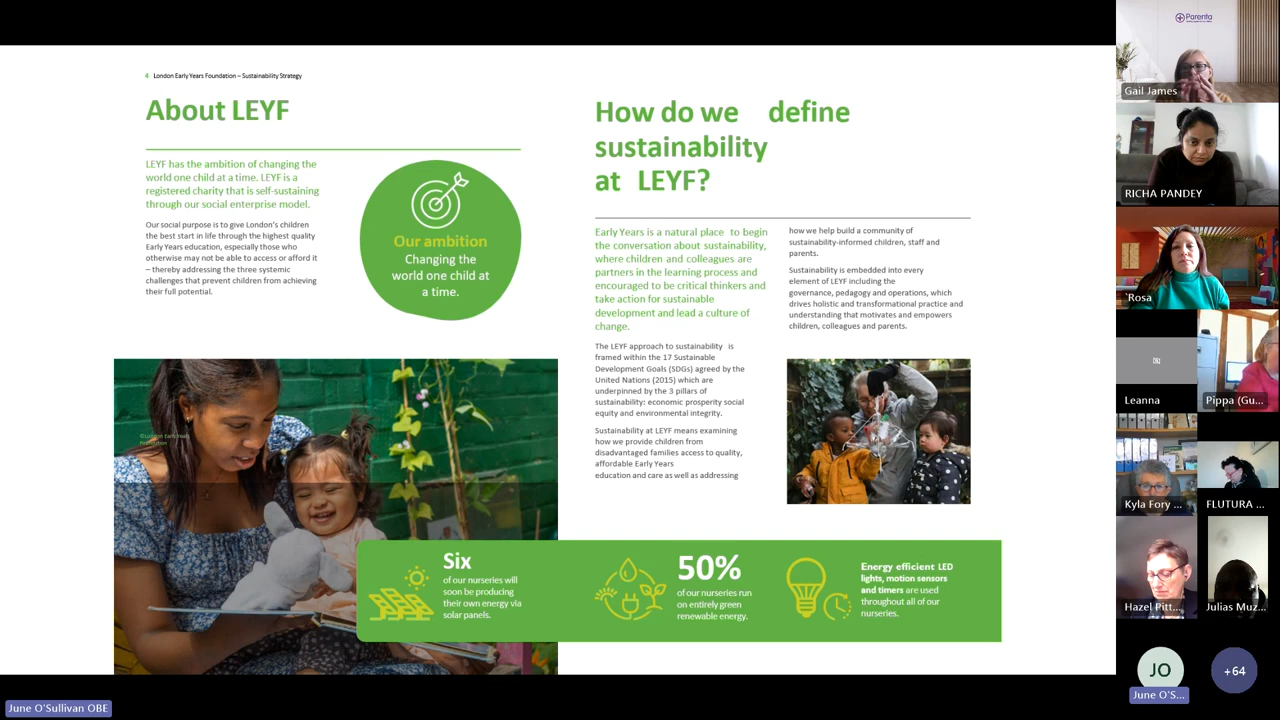 4 London Early Years Foundation – Sustainability Strategy
About LEYF
LEYF has the ambition of changing the
world one child at a time. LEYF is a
registered charity that is self-sustaining
through our social enterprise model.
Our social purpose is to give London's children
the best start in life through the highest quality
Early Years education, especially those who
otherwise may not be able to access or afford it
– thereby addressing the three systemic
challenges that prevent children from achieving
their full potential.
Our ambition
Changing the
world one child at
a time.
©London Early Years
Foundation
How do we define
sustainability
at LEYF?
Early Years is a natural place to begin
the conversation about sustainability,
where children and colleagues are
partners in the learning process and
encouraged to be critical thinkers and
take action for sustainable
development and lead a culture of
change.
The LEYF approach to sustainability is
framed within the 17 Sustainable
Development Goals (SDGs) agreed by the
United Nations (2015) which are
underpinned by the 3 pillars of
sustainability: economic prosperity social
equity and environmental integrity.
Sustainability at LEYF means examining
how we provide children from
disadvantaged families access to quality,
affordable Early Years
education and care as well as addressing
how we help build a community of
sustainability-informed children, staff and
parents.
Sustainability is embedded into every
element of LEYF including the
governance, pedagogy and operations, which
drives holistic and transformational practice and
understanding that motivates and empowers
children, colleagues and parents.
Six
of our nurseries will
soon be producing
their own energy via
solar panels.
50%
of our nurseries run
on entirely green
renewable energy.
Energy efficient LED
lights, motion sensors
and timers are used
throughout all of our
nurseries.
June O'Sullivan OBE
Parenta
Gail James
RICHA PANDEY
`Rosa
Leanna
Pippa (Gu...
Kyla Fory ...
FLUTURA ...
Hazel Pitt...
Julias Muz...
JO
June O'S...
+64